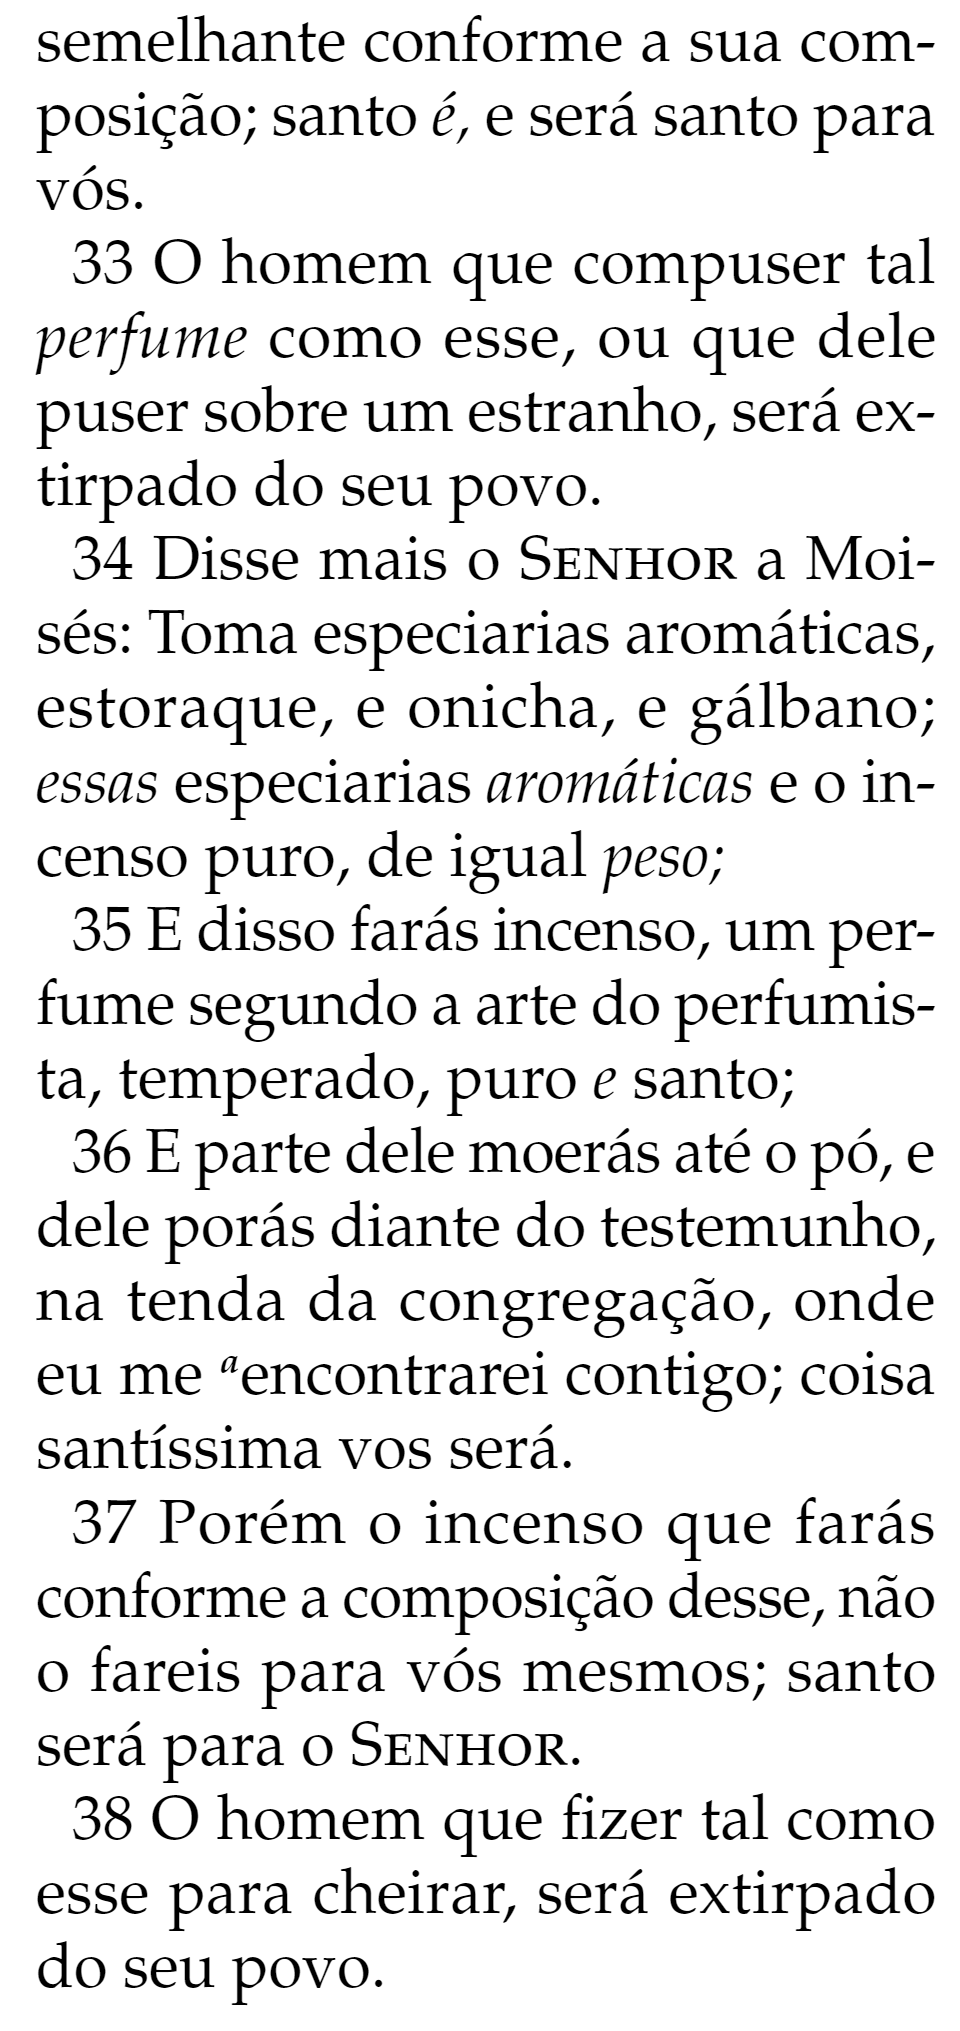 semelhante conforme a sua com-
posição; santo é, e será santo para
vós.
33 O homem que compuser tal
perfume como esse, ou que dele
puser sobre um estranho, será ex-
tirpado do seu povo.
34 Disse mais o SENHOR a Moi-
sés: Toma especiarias aromáticas,
estoraque, e onicha, e gálbano;
essas especiarias aromáticas e o in-
censo puro, de igual peso;
35 E disso farás incenso, um per-
fume segundo a arte do perfumis-
ta, temperado, puro e santo;
36 E parte dele moerás até o pó, e
dele porás diante do testemunho,
na tenda da congregação, onde
eu me ᵃencontrarei contigo; coisa
santíssima vos será.
37 Porém o incenso que farás
conforme a composição desse, não
o fareis para vós mesmos; santo
será para o SENHOR.
38 O homem que fizer tal como
esse para cheirar, será extirpado
do seu povo.